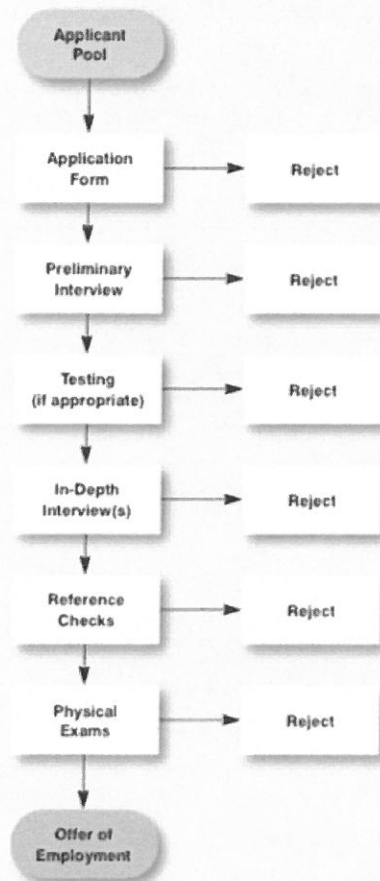 Applicant
Pool
Application
Form
Reject
Preliminary
Interview
Reject
Testing
(if appropriate)
Reject
In-Depth
Interview(s)
Reject
Reference
Checks
Reject
Physical
Exams
Reject
Offer of
Employment